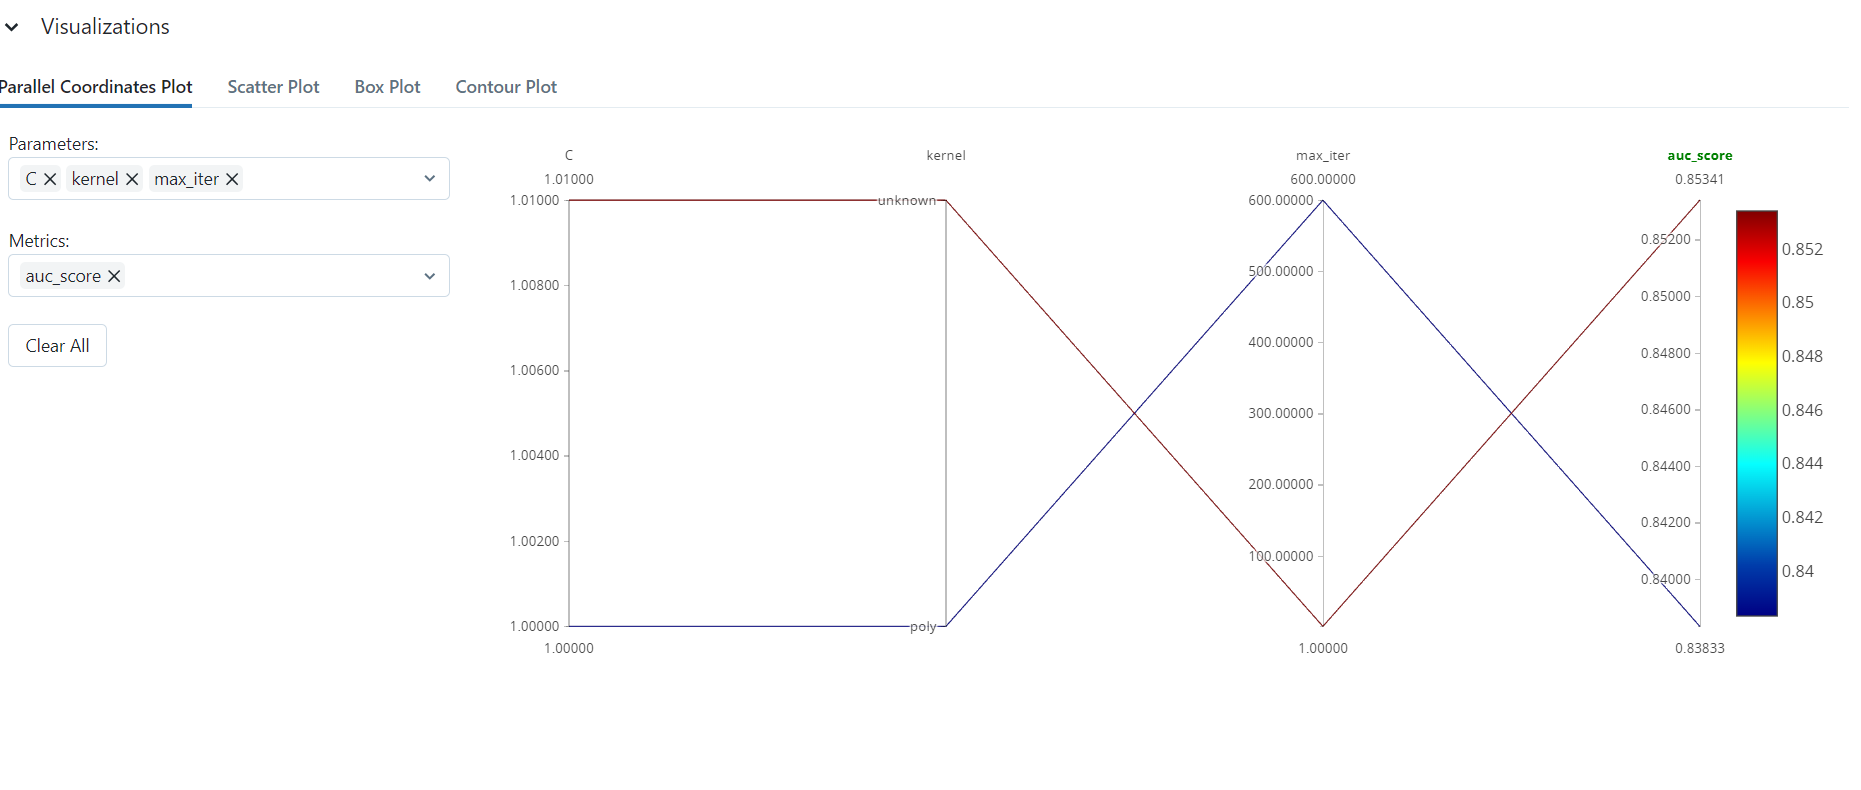 Visualizations
Parallel Coordinates Plot Scatter Plot Box Plot Contour Plot
Parameters:
C kernel max_iter
Metrics:
auc_score
Clear All
C kernel max_iter auc_score
1.01000 600.00000 0.85341
1.01000 unknown 600.00000
0.85200 0.852
500.00000
1.00800 0.85000 0.85
400.00000 0.84800 0.848
1.00600
300.00000 0.84600 0.846
1.00400 0.84400 0.844
200.00000
0.84200 0.842
1.00200
100.00000
0.84000 0.84
1.00000 poly
1.00000 1.00000 0.83833